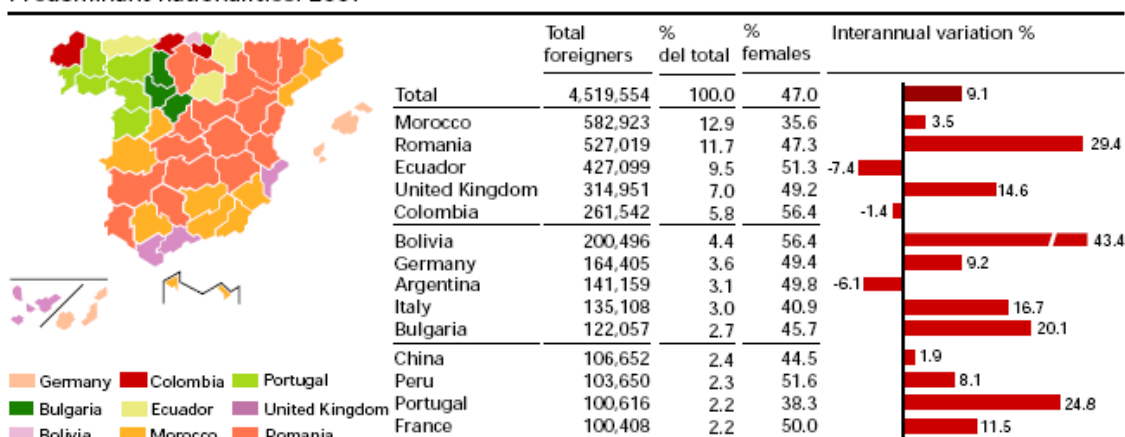 Total % % Interannual variation %
foreigners del total females
Total 4,519,554 100.0 47.0 9.1
Morocco 582,923 12.9 35.6 3.5
Romania 527,019 11.7 47.3 29.4
Ecuador 427,099 9.5 51.3 -7.4
United Kingdom 314,951 7.0 49.2 14.6
Colombia 261,542 5.8 56.4 -1.4
Bolivia 200,496 4.4 56.4 43.4
Germany 164,405 3.6 49.4 9.2
Argentina 141,159 3.1 49.8 -6.1
Italy 135,108 3.0 40.9 16.7
Bulgaria 122,057 2.7 45.7 20.1
China 106,652 2.4 44.5 1.9
Peru 103,650 2.3 51.6 8.1
Portugal 100,616 2.2 38.3 24.8
France 100,408 2.2 50.0 11.5
Germany Colombia Portugal
Bulgaria Ecuador United Kingdom
Bolivia Morocco Romania